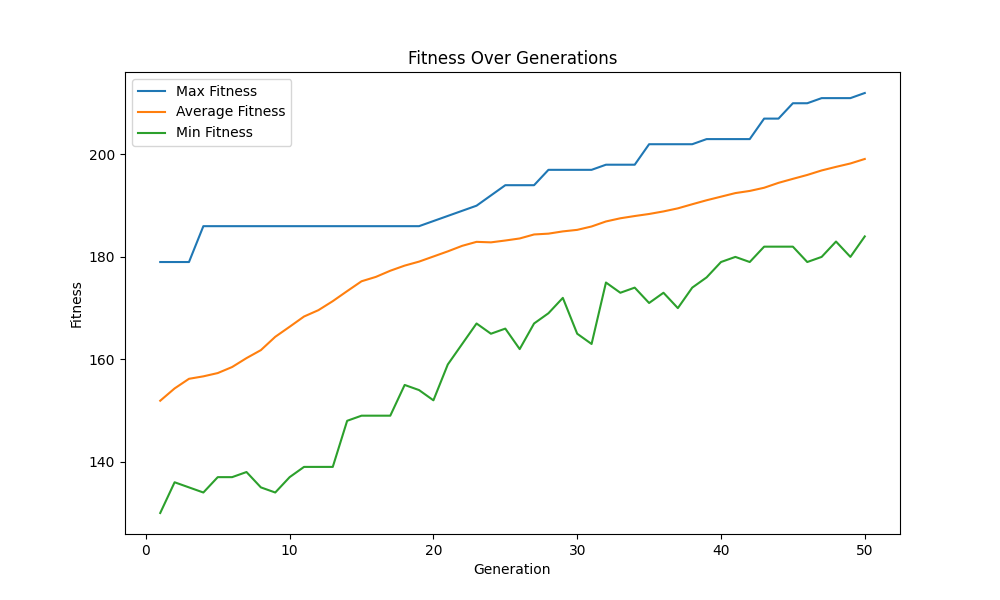 Fitness Over Generations
Max Fitness
Average Fitness
Min Fitness
Fitness
200
180
160
140
0 10 20 30 40 50
Generation